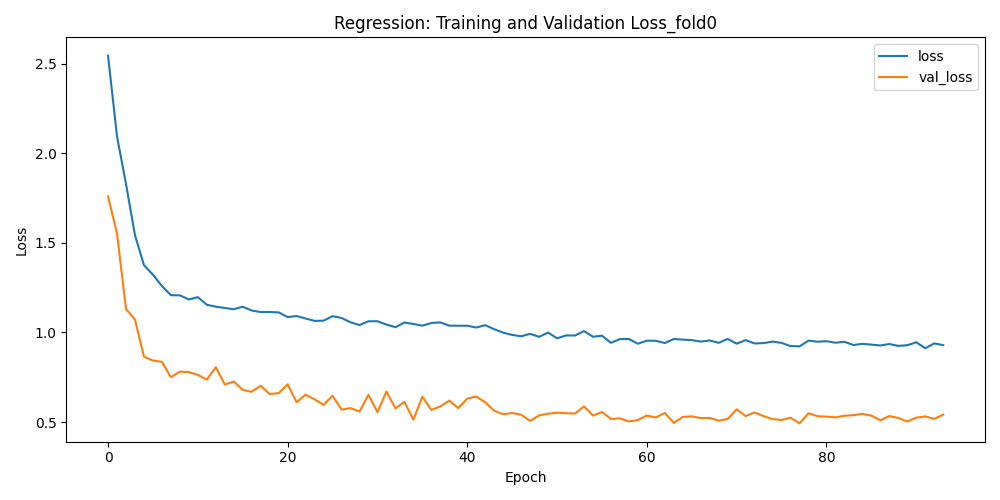 Regression: Training and Validation Loss_fold0
loss
val_loss
Loss
2.5
2.0
1.5
1.0
0.5
0 20 40 60 80
Epoch